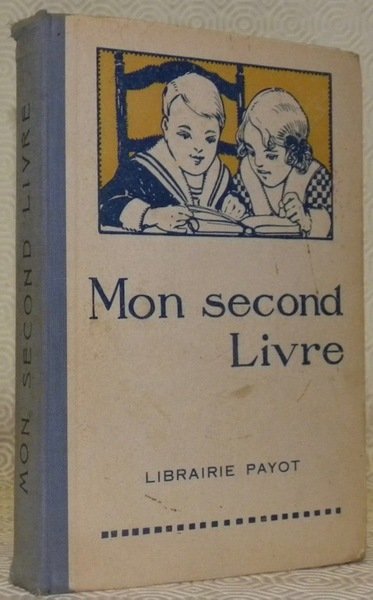 MON SECOND LIVRE
Mon second
Livre
LIBRAIRIE PAYOT